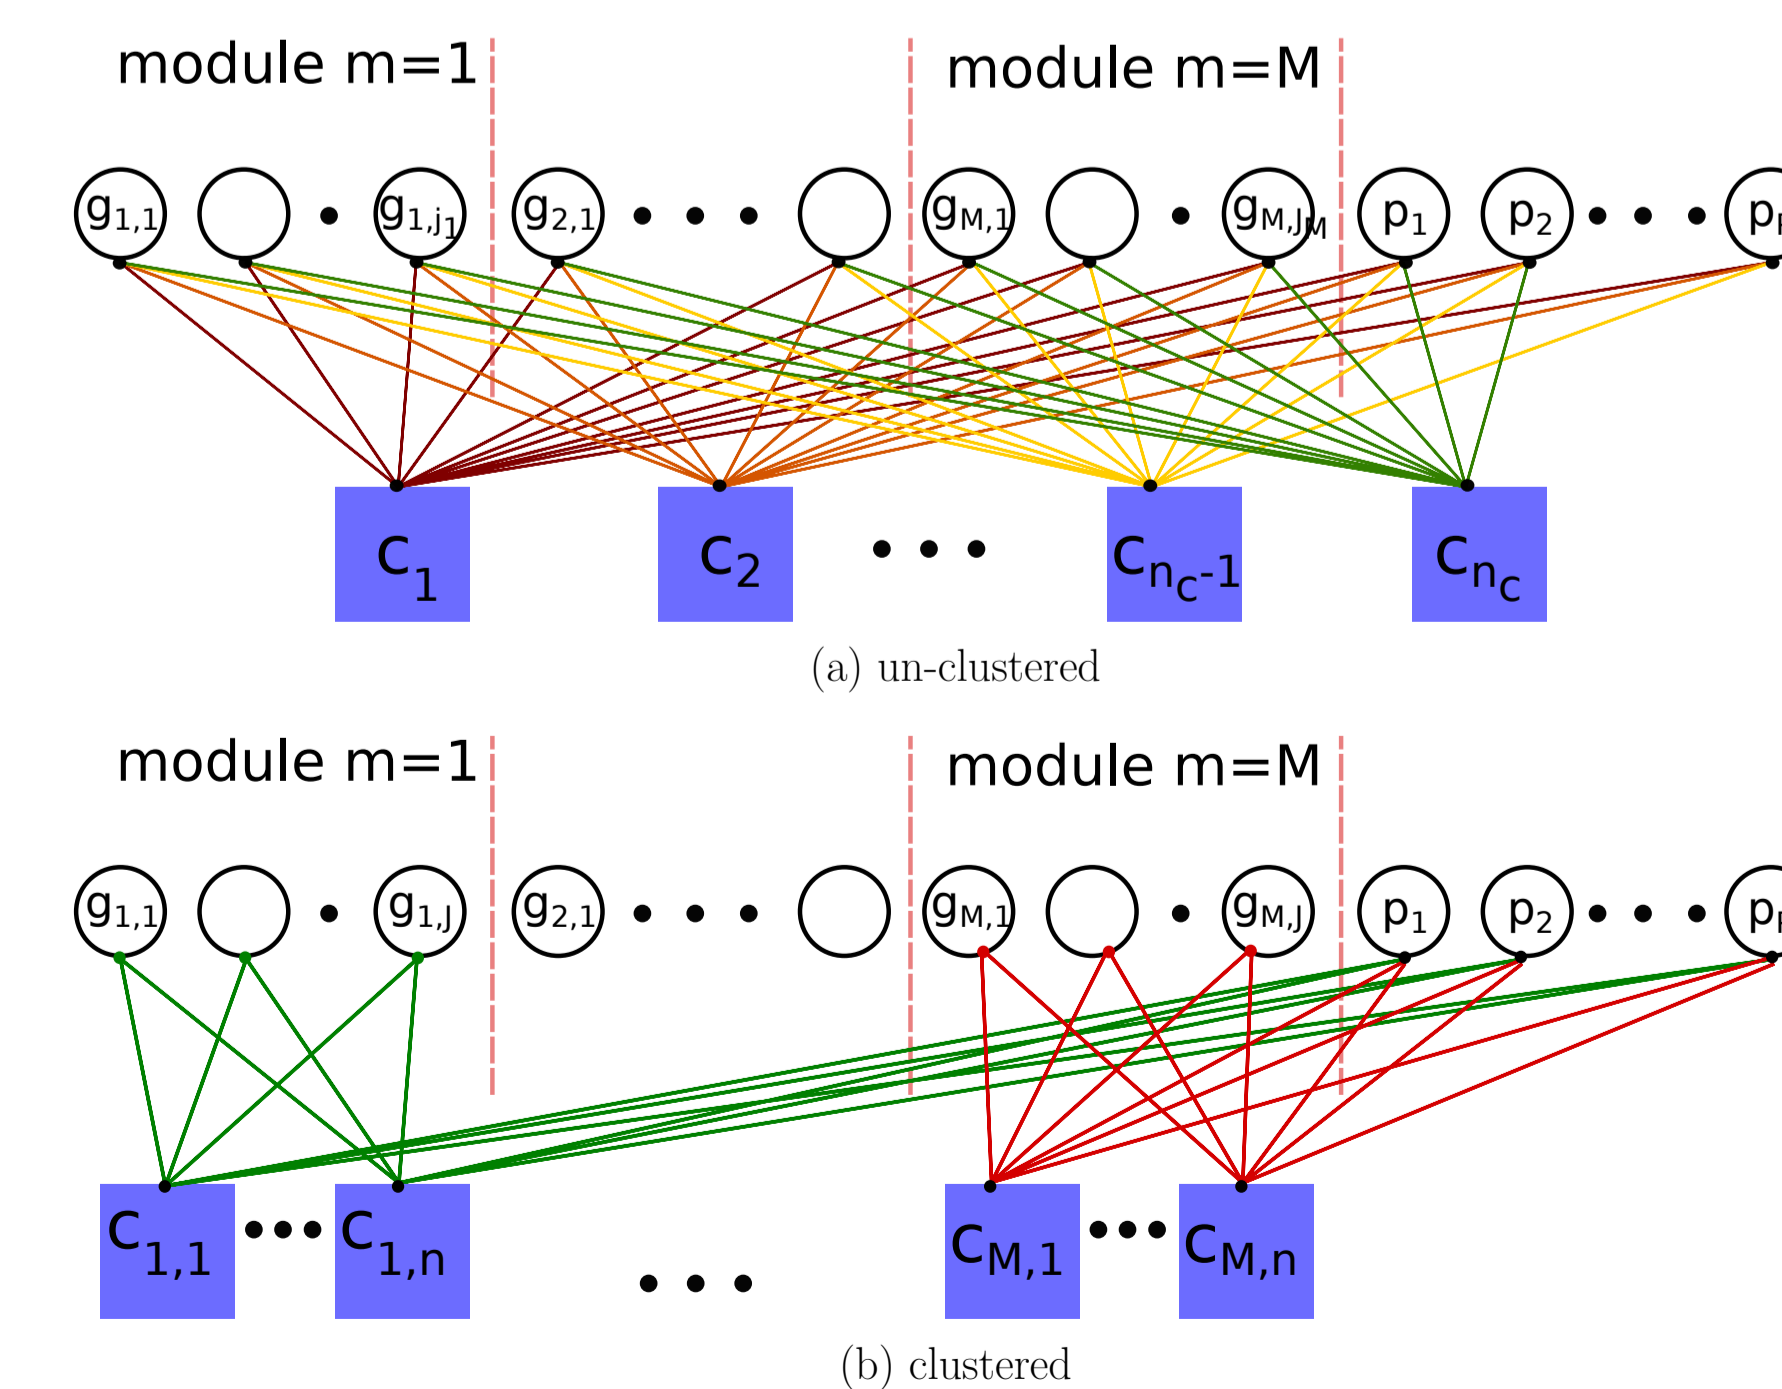 module m=1 module m=M
g1,1 g1,j1 g2,1 gM,1 gM,JM p1 p2
c1 c2 cnc-1 cnc
(a) un-clustered
module m=1 module m=M
g1,1 g1,J g2,1 gM,1 gM,J p1 p2
c1,1 c1,n cM,1 cM,n
(b) clustered